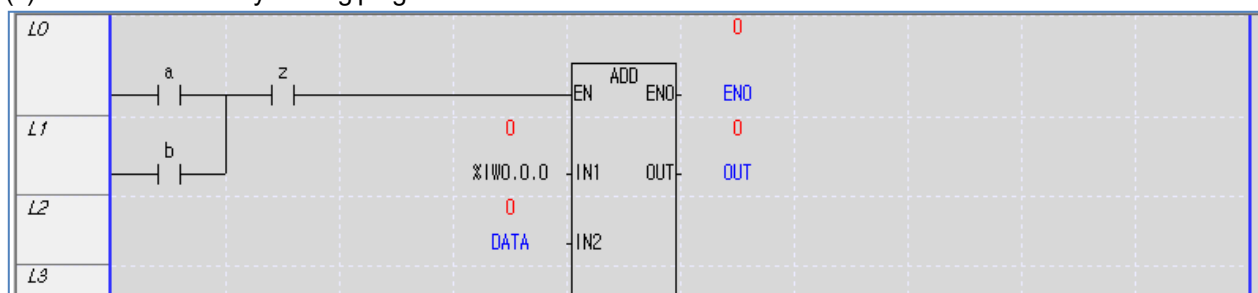 L0 0
a z ADD
EN ENO ENO
L1 0 0
b
%IW0.0.0 IN1 OUT OUT
L2 0
DATA IN2
L3